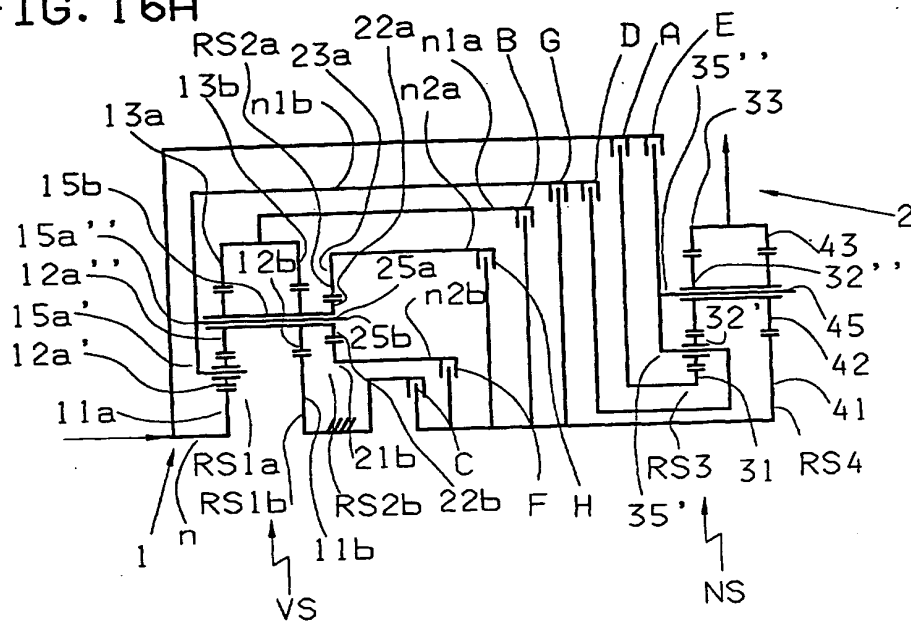 FIG. 16A
RS2a 23a 22a n1a B G D A E
13b n1b n2a 35'' 33
13a
15b
15a''
12a''
15a'
12a'
11a
12b
25a
n2b
25b
2
43
32''
32'
45
42
41
RS1a
RS1b
21b
RS2b
C
22b
F
H
RS3
31
RS4
35'
1
n
11b
VS
NS